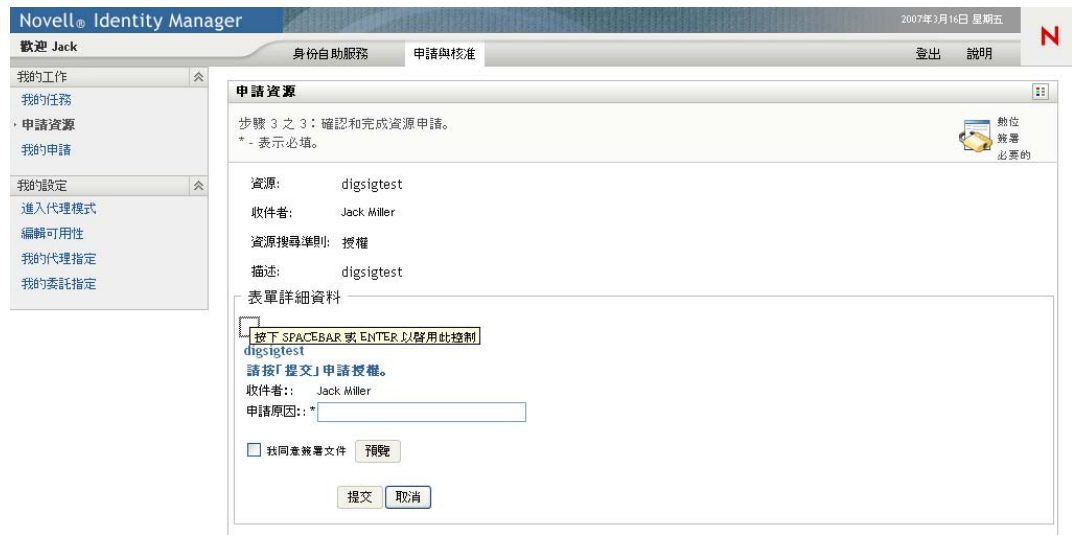 Novell® Identity Manager
2007年3月16日 星期五
N
歡迎 Jack
身份自助服務
申請與核准
登出
說明
我的工作
我的任務
申請資源
我的申請
我的設定
進入代理模式
編輯可用性
我的代理指定
我的委託指定
申請資源
步驟 3 之 3：確認和完成資源申請。
* - 表示必填。
數位
簽署
必要的
資源: digsigtest
收件者: Jack Miller
資源搜尋準則: 授權
描述: digsigtest
表單詳細資料
按下 SPACEBAR 或 ENTER 以啟用此控制
digsigtest
請按「提交」申請授權。
收件者:: Jack Miller
申請原因:: *
我同意簽署文件 預覽
提交 取消